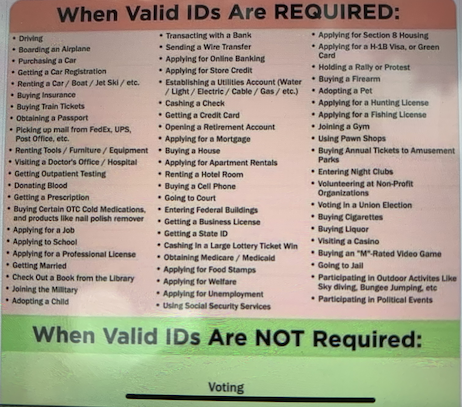 When Valid IDs Are REQUIRED:
• Driving
• Boarding an Airplane
• Purchasing a Car
• Getting a Car Registration
• Renting a Car / Boat / Jet Ski / etc.
• Buying Insurance
• Buying Train Tickets
• Obtaining a Passport
• Picking up mail from FedEx, UPS,
Post Office, etc.
• Renting Tools / Furniture / Equipment
• Visiting a Doctor's Office / Hospital
• Getting Outpatient Testing
• Donating Blood
• Getting a Prescription
• Buying Certain OTC Cold Medications,
and products like nail polish remover
• Applying for a Job
• Applying to School
• Applying for a Professional License
• Getting Married
• Check Out a Book from the Library
• Joining the Military
• Adopting a Child
• Transacting with a Bank
• Sending a Wire Transfer
• Applying for Online Banking
• Applying for Store Credit
• Establishing a Utilities Account (Water
/ Light / Electric / Cable / Gas / etc.)
• Cashing a Check
• Getting a Credit Card
• Opening a Retirement Account
• Applying for a Mortgage
• Buying a House
• Applying for Apartment Rentals
• Renting a Hotel Room
• Buying a Cell Phone
• Going to Court
• Entering Federal Buildings
• Getting a Business License
• Getting a State ID
• Cashing In a Large Lottery Ticket Win
• Obtaining Medicare / Medicaid
• Applying for Food Stamps
• Applying for Welfare
• Applying for Unemployment
• Using Social Security Services
• Applying for Section 8 Housing
• Applying for a H-1B Visa, or Green
Card
• Holding a Rally or Protest
• Buying a Firearm
• Adopting a Pet
• Applying for a Hunting License
• Applying for a Fishing License
• Joining a Gym
• Using Pawn Shops
• Buying Annual Tickets to Amusement
Parks
• Entering Night Clubs
• Volunteering at Non-Profit
Organizations
• Voting in a Union Election
• Buying Cigarettes
• Buying Liquor
• Visiting a Casino
• Buying an "M"-Rated Video Game
• Going to Jail
• Participating in Outdoor Activites Like
Sky diving, Bungee Jumping, etc
• Participating in Political Events
When Valid IDs Are NOT Required:
Voting